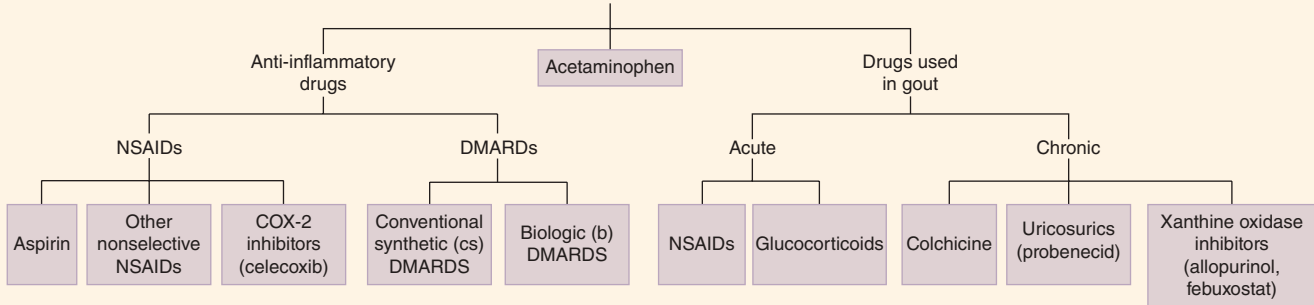 Anti-inflammatory
drugs
Acetaminophen
Drugs used
in gout
NSAIDs
DMARDs
Acute
Chronic
Aspirin
Other
nonselective
NSAIDs
COX-2
inhibitors
(celecoxib)
Conventional
synthetic (cs)
DMARDS
Biologic (b)
DMARDS
NSAIDs
Glucocorticoids
Colchicine
Uricosurics
(probenecid)
Xanthine oxidase
inhibitors
(allopurinol,
febuxostat)